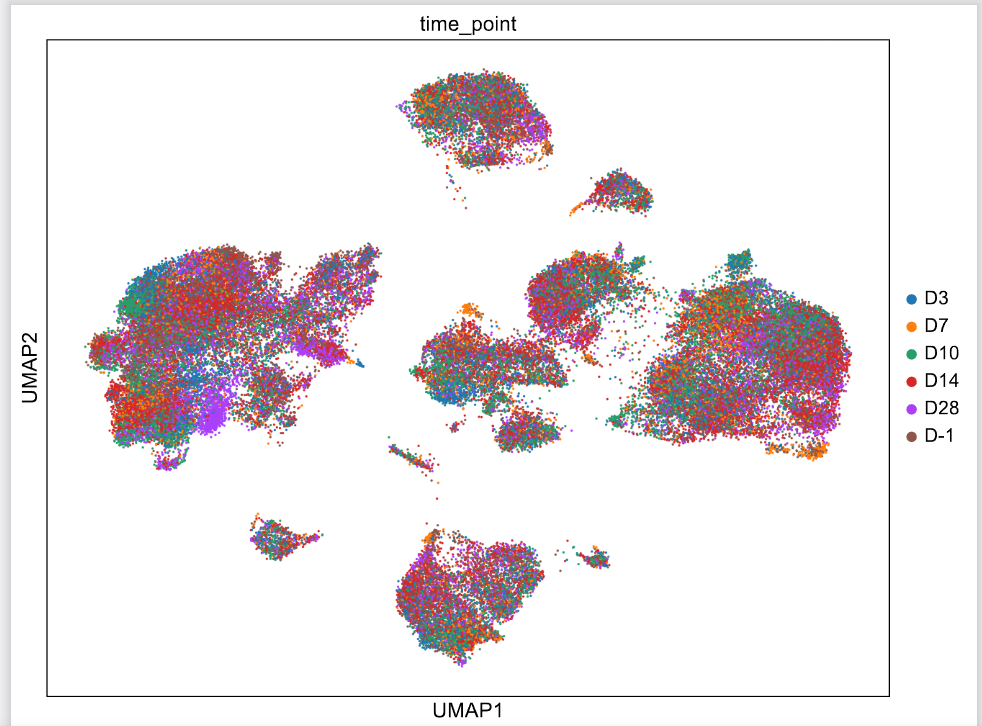 time_point
UMAP2
D3
D7
D10
D14
D28
D-1
UMAP1